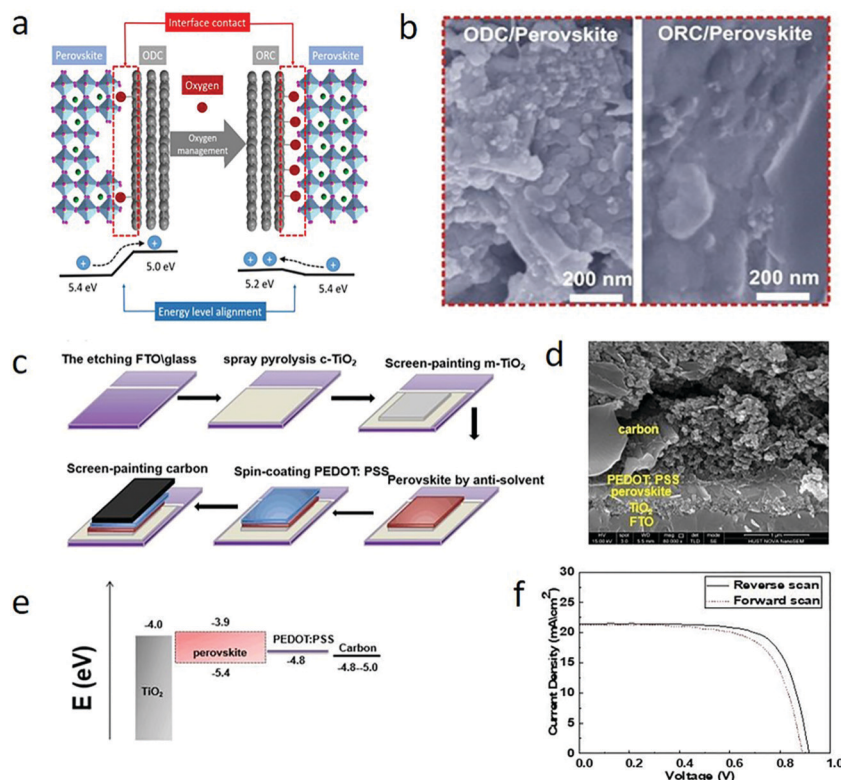 a
Interface contact
Perovskite ODC ORC Perovskite
Oxygen
Oxygen
management
5.4 eV 5.0 eV 5.2 eV 5.4 eV
Energy level alignment
b
ODC/Perovskite ORC/Perovskite
200 nm 200 nm
c
The etching FTO\glass spray pyrolysis c-TiO₂ Screen-painting m-TiO₂
Screen-painting carbon Spin-coating PEDOT: PSS Perovskite by anti-solvent
d
carbon
PEDOT: PSS
perovskite
TiO₂
FTO
HUST NOVA NanoSEM
e
E (eV)
-4.0 -3.9
PEDOT:PSS
Carbon
perovskite
-4.8
-4.8--5.0
-5.4
TiO₂
f
Reverse scan
Forward scan
Current Density (mA\cm²)
30
25
20
15
10
5
0
0.0 0.2 0.4 0.6 0.8 1.0
Voltage (V)